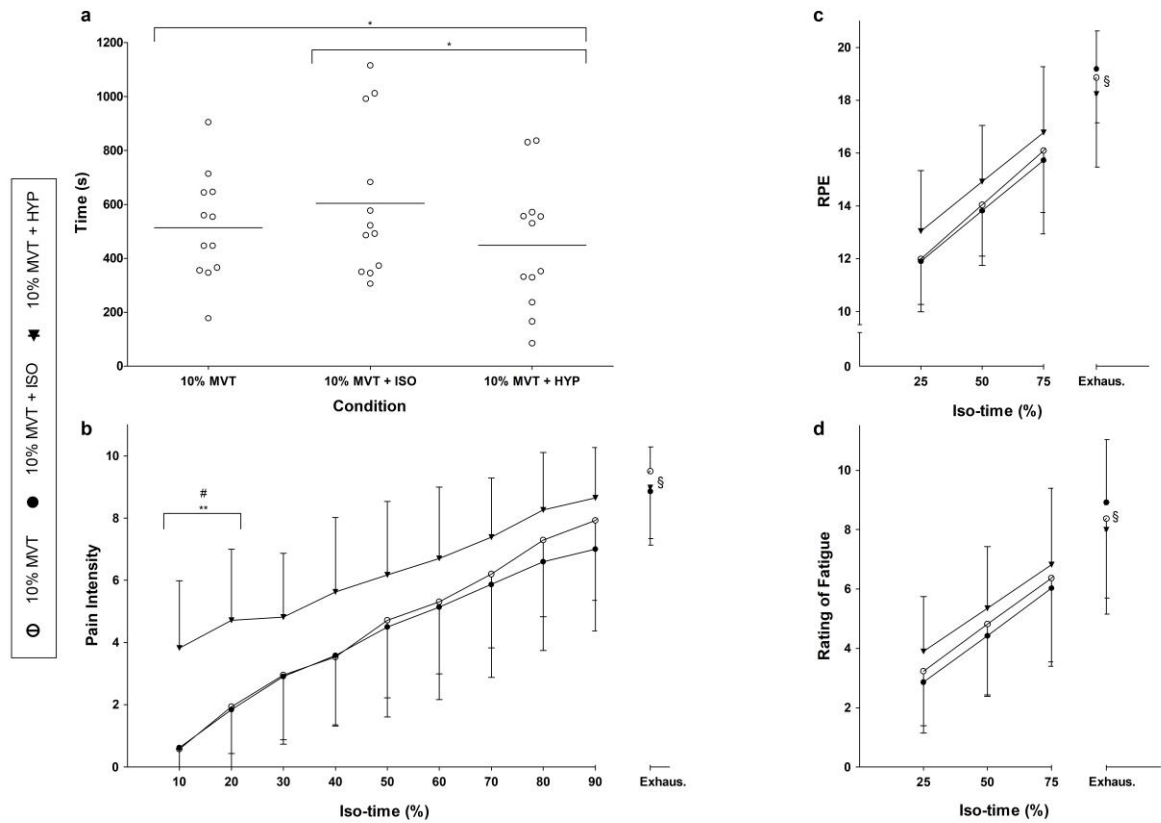 10% MVT
10% MVT + ISO
10% MVT + HYP
a
*
*
1200
1000
800
600
400
200
0
Time (s)
10% MVT
10% MVT + ISO
10% MVT + HYP
Condition
b
10
8
6
4
2
0
Pain Intensity
#
**
§
10
20
30
40
50
60
70
80
90
Exhaus.
Iso-time (%)
c
20
18
16
14
12
10
0
RPE
§
25
50
75
Exhaus.
Iso-time (%)
d
10
8
6
4
2
0
Rating of Fatigue
§
25
50
75
Exhaus.
Iso-time (%)